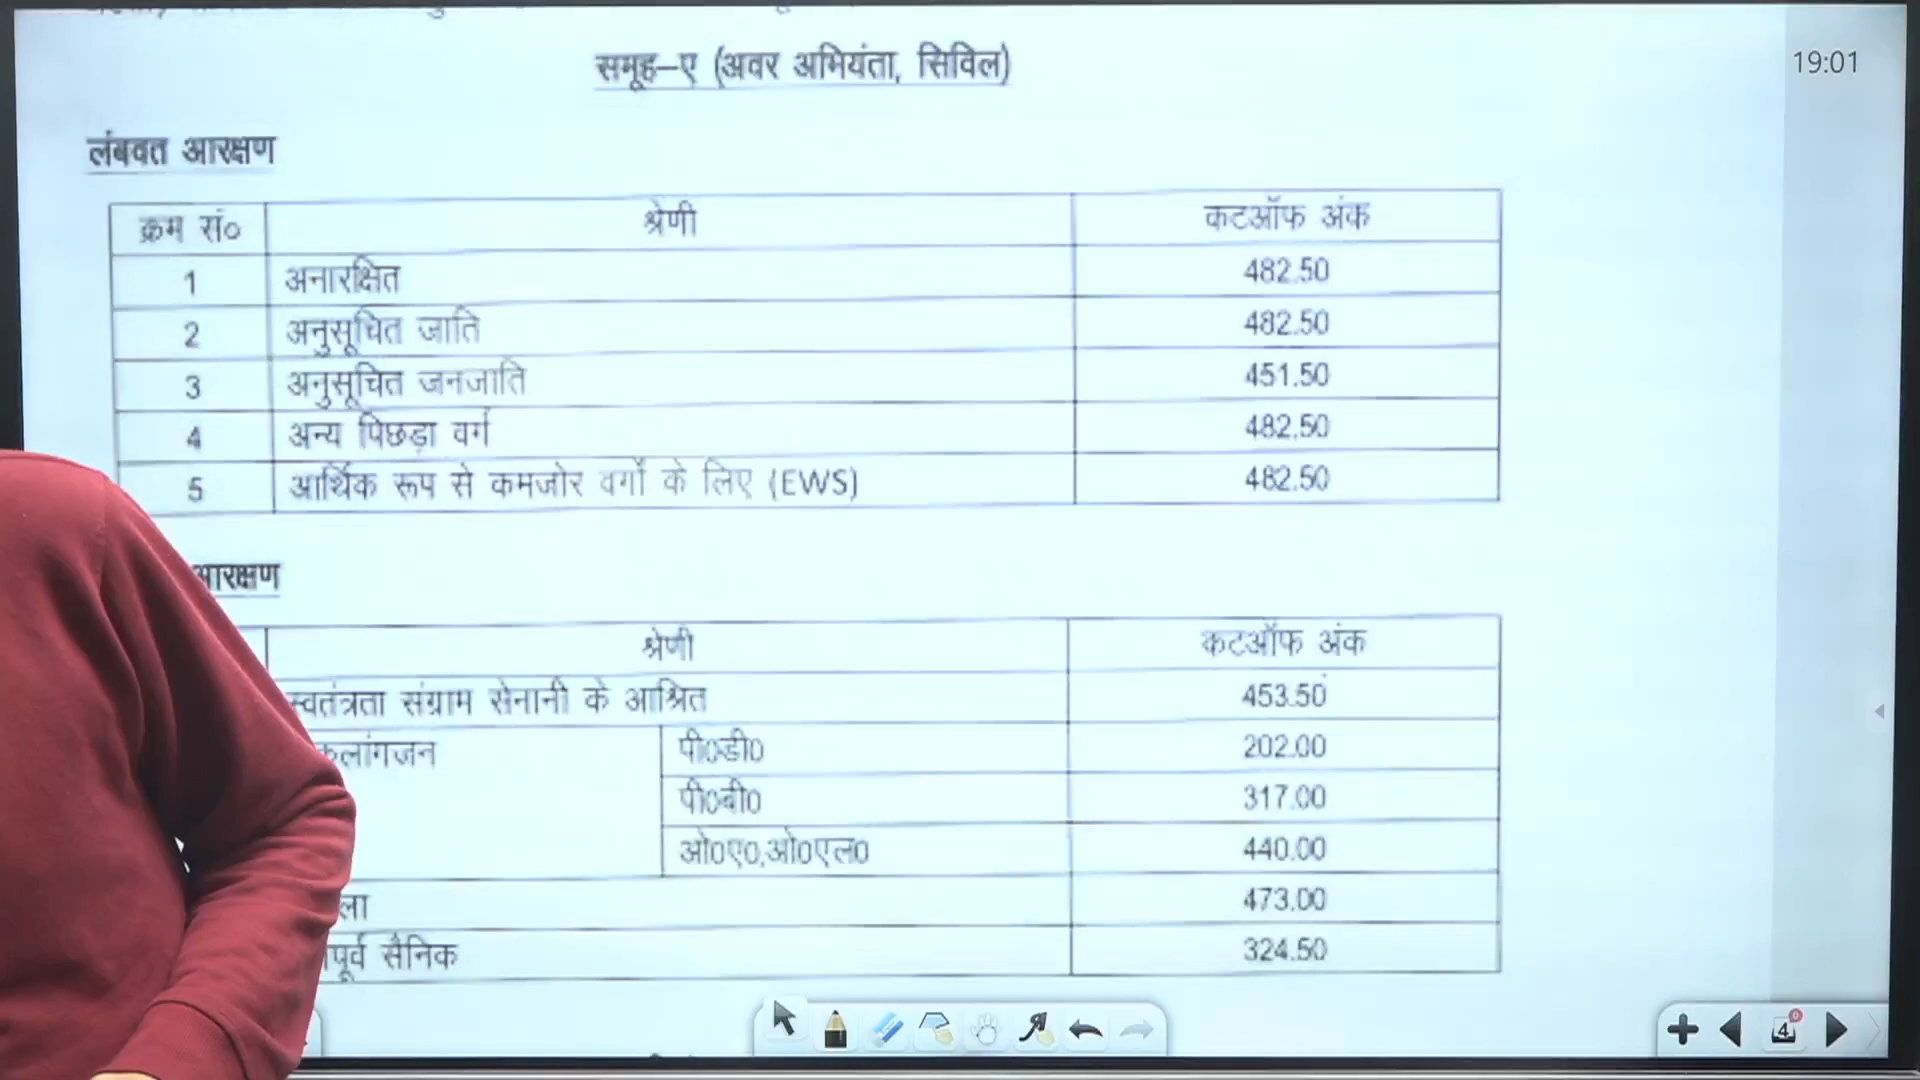 समूह–ए (अवर अभियंता, सिविल)
19:01
लंबवत आरक्षण
क्रम सं० श्रेणी कटऑफ अंक
1 अनारक्षित 482.50
2 अनुसूचित जाति 482.50
3 अनुसूचित जनजाति 451.50
4 अन्य पिछड़ा वर्ग 482.50
5 आर्थिक रूप से कमजोर वर्गों के लिए (EWS) 482.50
आरक्षण
श्रेणी कटऑफ अंक
स्वतंत्रता संग्राम सेनानी के आश्रित 453.50
पी0डी0 202.00
पी0बी0 317.00
ओ0ए0,ओ0एल0 440.00
473.00
सैनिक 324.50
4 0